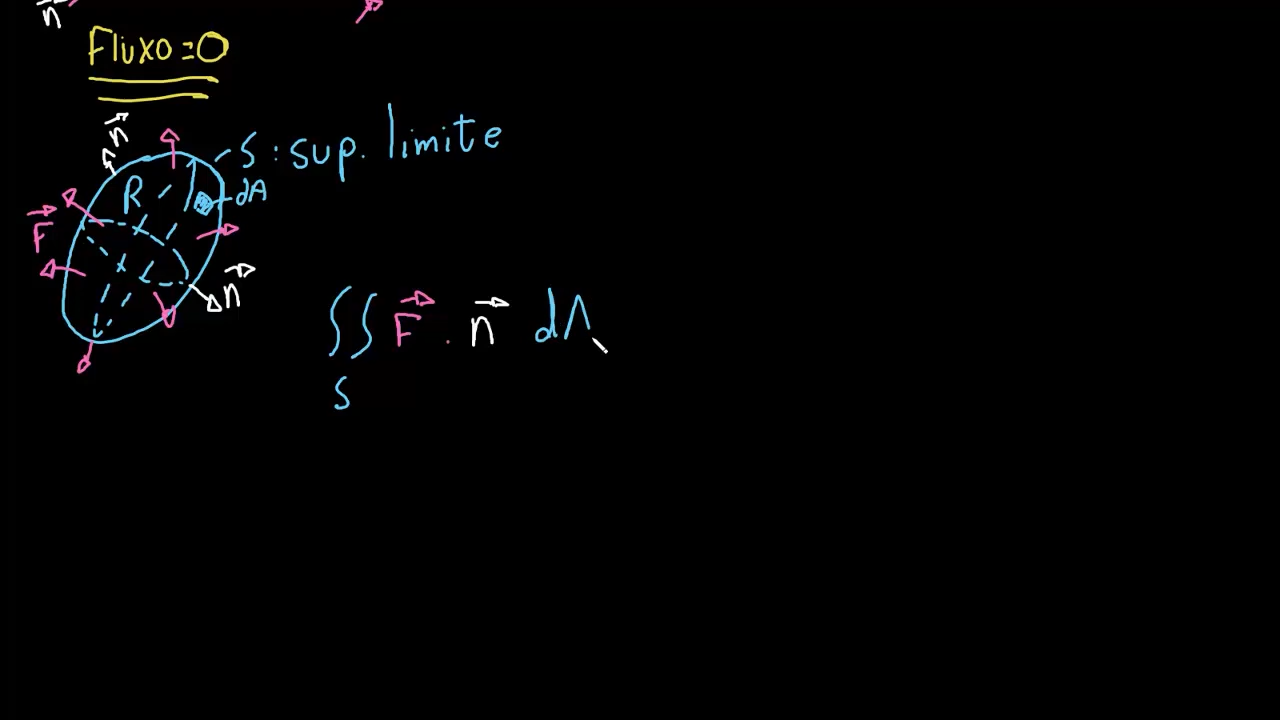 n
Fluxo = 0
n
S : sup. limite
R
dA
F
n
∬ F · n dA
S